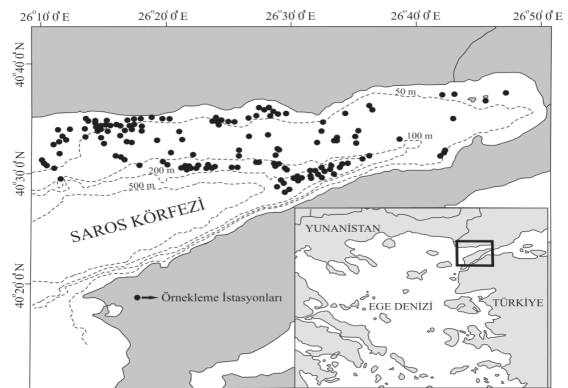 26°10'0"E 26°20'0"E 26°30'0"E 26°40'0"E 26°50'0"E
40°40'0"N
40°30'0"N
40°20'0"N
50 m
100 m
200 m
500 m
SAROS KÖRFEZİ
Örnekleme İstasyonları
YUNANİSTAN
EGE DENİZİ
TÜRKİYE